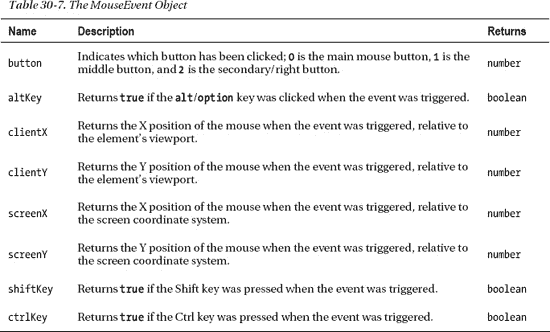 Table 30-7. The MouseEvent Object
Name Description Returns
button Indicates which button has been clicked; 0 is the main mouse button, 1 is the number
middle button, and 2 is the secondary/right button.
altKey Returns true if the alt/option key was clicked when the event was triggered. boolean
clientX Returns the X position of the mouse when the event was triggered, relative to number
the element's viewport.
clientY Returns the Y position of the mouse when the event was triggered, relative to number
the element's viewport.
screenX Returns the X position of the mouse when the event was triggered, relative to number
the screen coordinate system.
screenY Returns the Y position of the mouse when the event was triggered, relative to number
the screen coordinate system.
shiftKey Returns true if the Shift key was pressed when the event was triggered. boolean
ctrlKey Returns true if the Ctrl key was pressed when the event was triggered. boolean